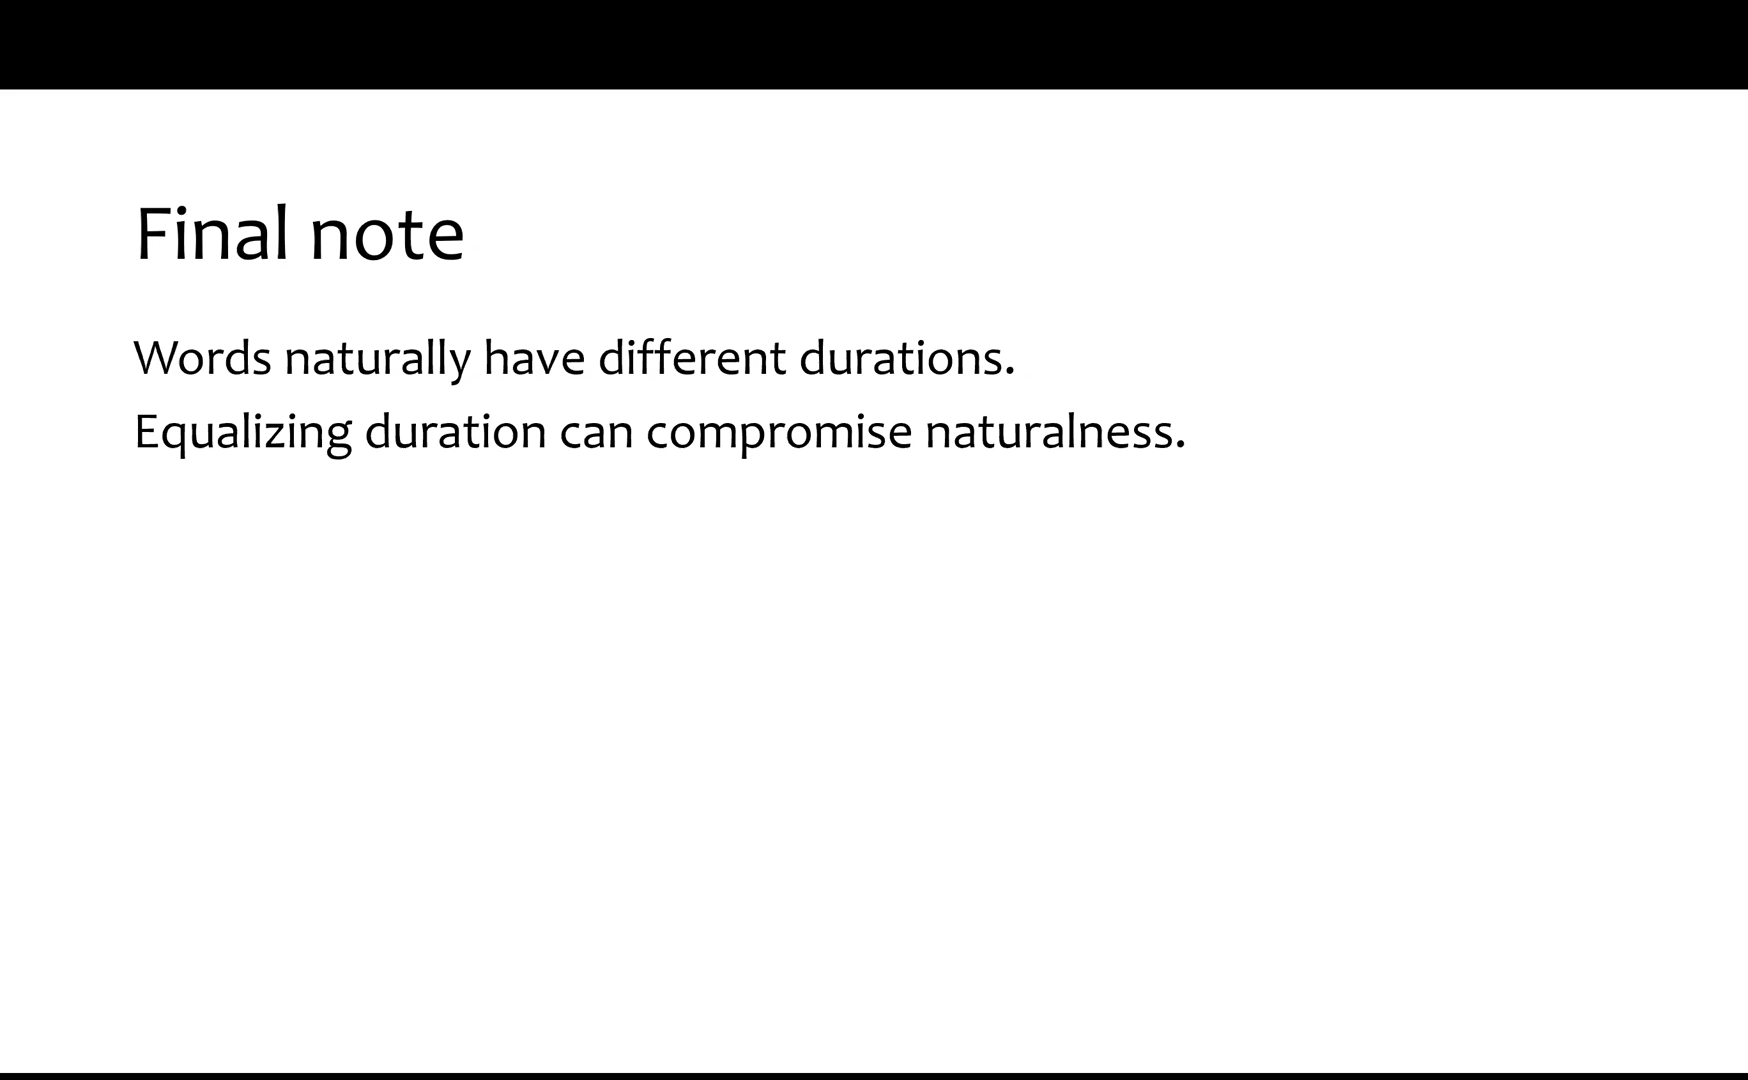 Final note
Words naturally have different durations.
Equalizing duration can compromise naturalness.